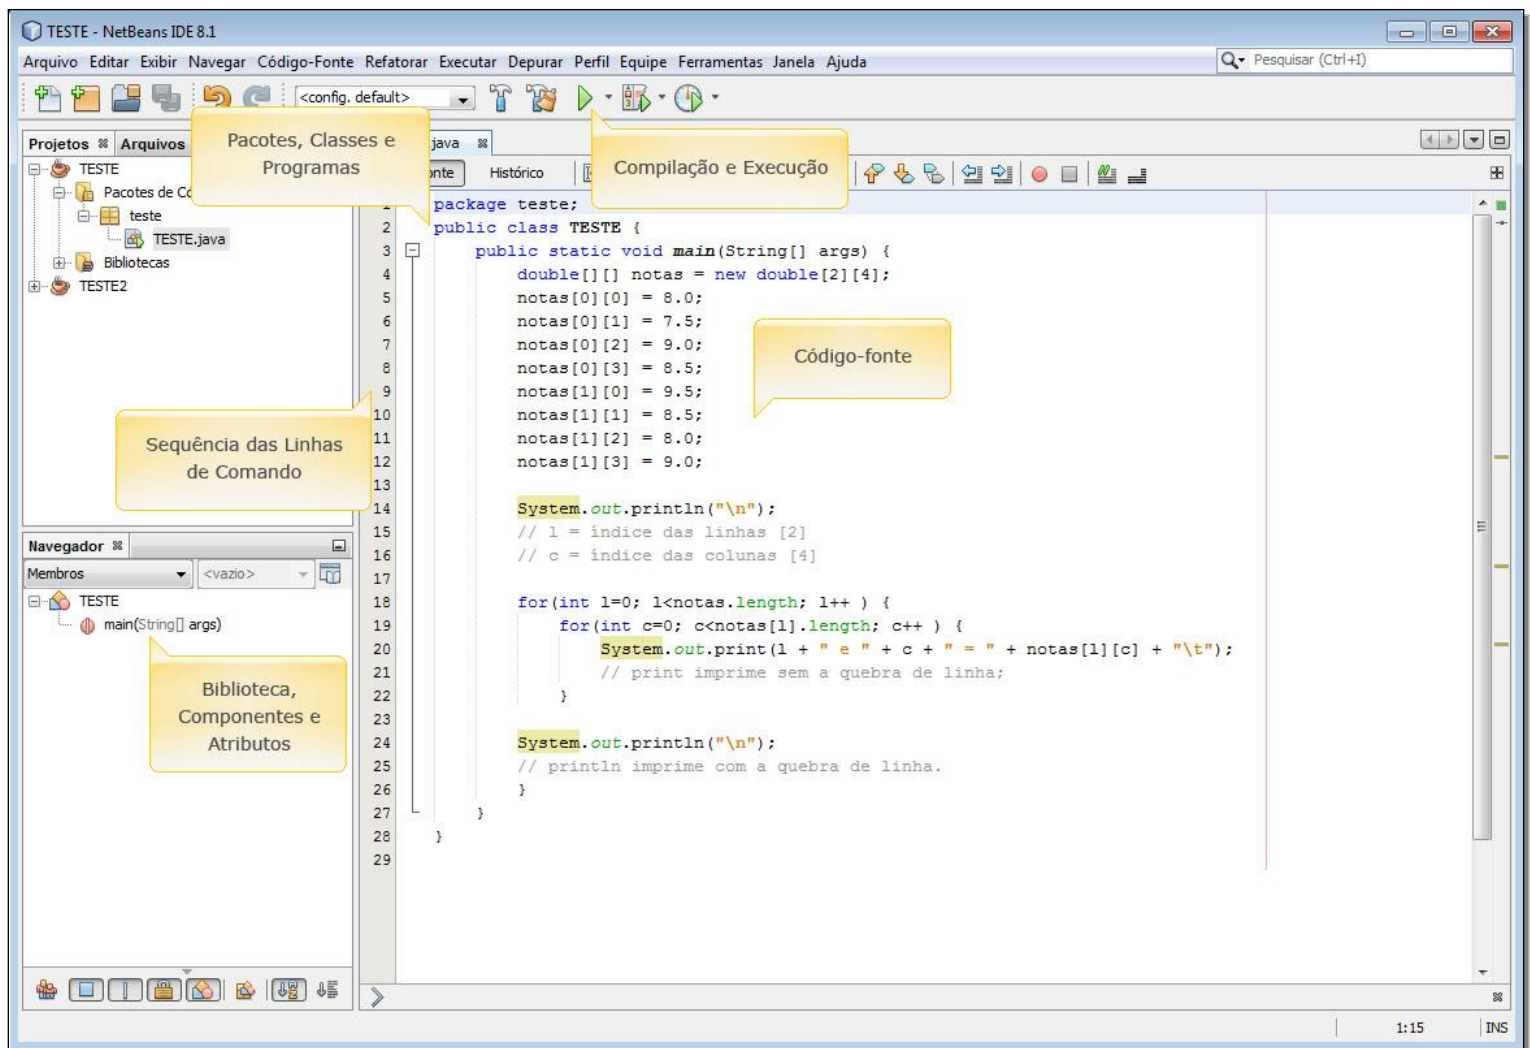 TESTE - NetBeans IDE 8.1
Arquivo Editar Exibir Navegar Código-Fonte Refatorar Executar Depurar Perfil Equipe Ferramentas Janela Ajuda
Pesquisar (Ctrl+I)
<config. default>
Pacotes, Classes e
Programas
Compilação e Execução
Projetos Arquivos
java
Histórico
TESTE
Pacotes de Có
teste
TESTE.java
Bibliotecas
TESTE2
1 package teste;
2 public class TESTE {
3 public static void main(String[] args) {
4 double[][] notas = new double[2][4];
5 notas[0][0] = 8.0;
6 notas[0][1] = 7.5;
7 notas[0][2] = 9.0;
8 notas[0][3] = 8.5;
9 notas[1][0] = 9.5;
10 notas[1][1] = 8.5;
11 notas[1][2] = 8.0;
12 notas[1][3] = 9.0;
13
14 System.out.println("\n");
15 // l = índice das linhas [2]
16 // c = índice das colunas [4]
17
18 for(int l=0; l<notas.length; l++ ) {
19 for(int c=0; c<notas[l].length; c++ ) {
20 System.out.print(l + " e " + c + " = " + notas[l][c] + "\t");
21 // print imprime sem a quebra de linha;
22 }
23
24 System.out.println("\n");
25 // println imprime com a quebra de linha.
26 }
27 }
28 }
29
Código-fonte
Sequência das Linhas
de Comando
Navegador
Membros <vazio>
TESTE
main(String[] args)
Biblioteca,
Componentes e
Atributos
1:15 INS